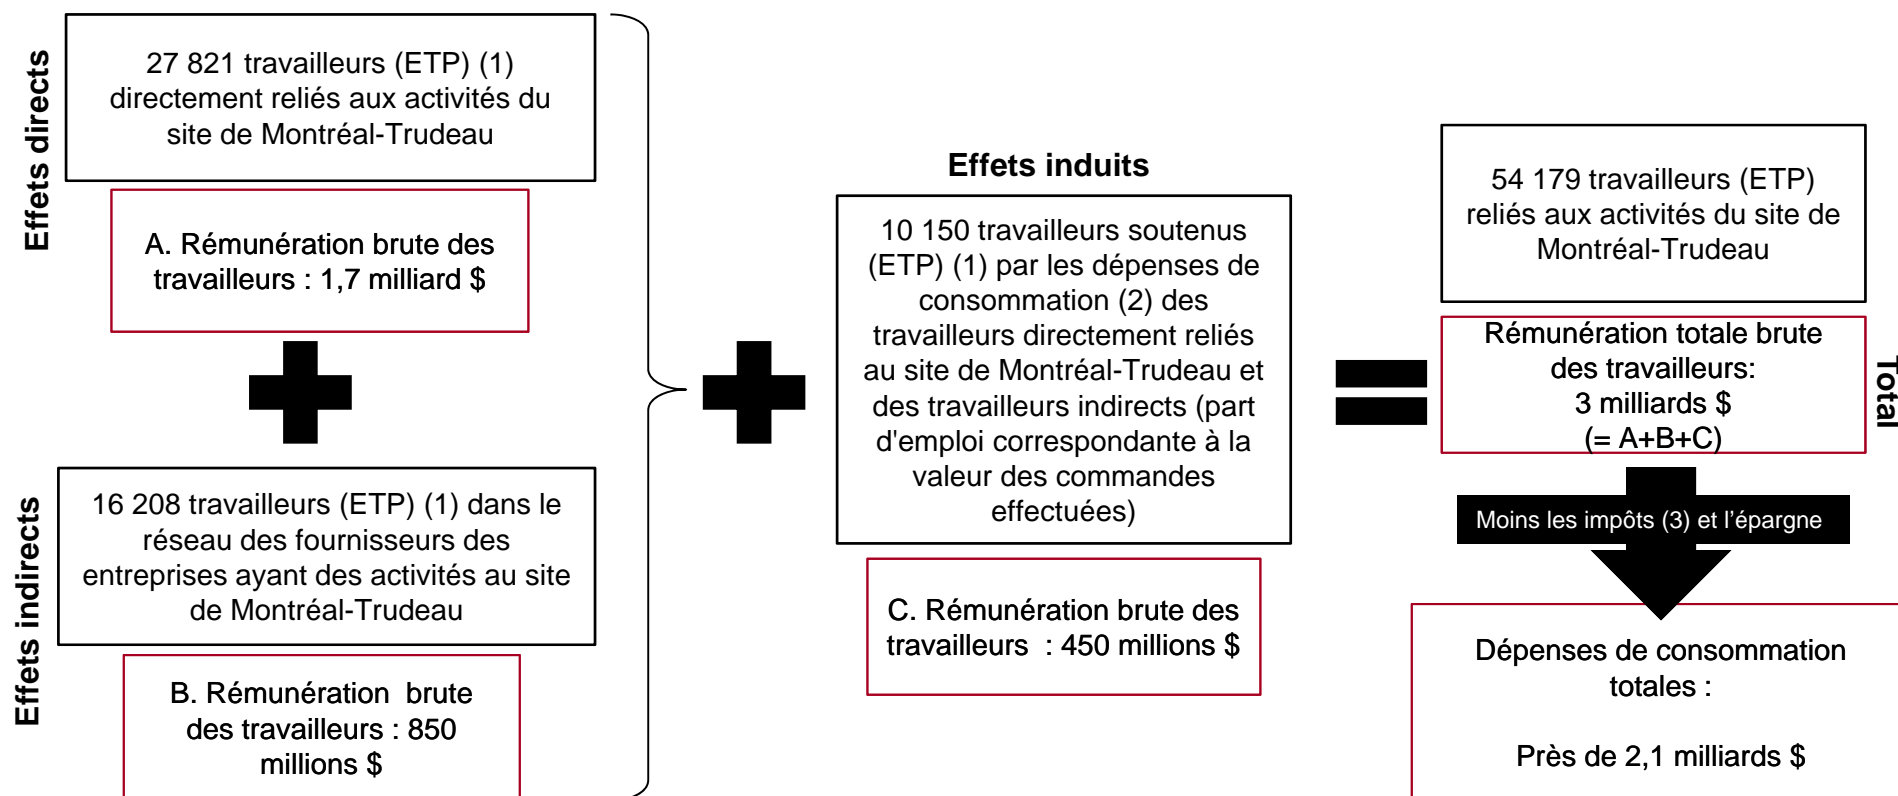 Effets directs
27 821 travailleurs (ETP) (1)
directement reliés aux activités du
site de Montréal-Trudeau
A. Rémunération brute des
travailleurs : 1,7 milliard $
Effets indirects
16 208 travailleurs (ETP) (1) dans le
réseau des fournisseurs des
entreprises ayant des activités au site
de Montréal-Trudeau
B. Rémunération brute
des travailleurs : 850
millions $
Effets induits
10 150 travailleurs soutenus
(ETP) (1) par les dépenses de
consommation (2) des
travailleurs directement reliés
au site de Montréal-Trudeau et
des travailleurs indirects (part
d'emploi correspondante à la
valeur des commandes
effectuées)
C. Rémunération brute des
travailleurs : 450 millions $
Total
54 179 travailleurs (ETP)
reliés aux activités du site de
Montréal-Trudeau
Rémunération totale brute
des travailleurs:
3 milliards $
(= A+B+C)
Moins les impôts (3) et l’épargne
Dépenses de consommation
totales :
Près de 2,1 milliards $